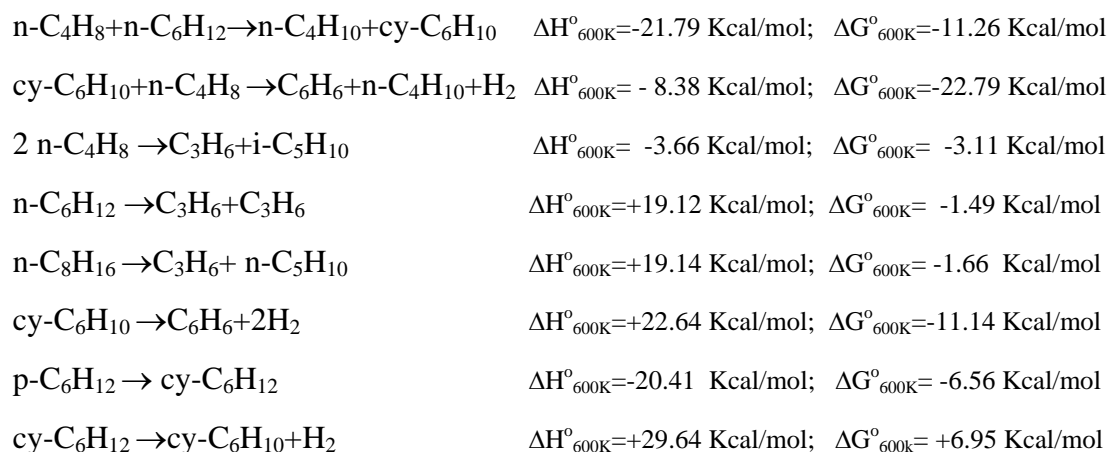 n-C₄H₈+n-C₆H₁₂→n-C₄H₁₀+cy-C₆H₁₀ ΔH°₆₀₀K=-21.79 Kcal/mol; ΔG°₆₀₀K=-11.26 Kcal/mol
cy-C₆H₁₀+n-C₄H₈ →C₆H₆+n-C₄H₁₀+H₂ ΔH°₆₀₀K= - 8.38 Kcal/mol; ΔG°₆₀₀K=-22.79 Kcal/mol
2 n-C₄H₈ →C₃H₆+i-C₅H₁₀ ΔH°₆₀₀K= -3.66 Kcal/mol; ΔG°₆₀₀K= -3.11 Kcal/mol
n-C₆H₁₂ →C₃H₆+C₃H₆ ΔH°₆₀₀K=+19.12 Kcal/mol; ΔG°₆₀₀K= -1.49 Kcal/mol
n-C₈H₁₆→C₃H₆+ n-C₅H₁₀ ΔH°₆₀₀K=+19.14 Kcal/mol; ΔG°₆₀₀K= -1.66 Kcal/mol
cy-C₆H₁₀ →C₆H₆+2H₂ ΔH°₆₀₀K=+22.64 Kcal/mol; ΔG°₆₀₀K=-11.14 Kcal/mol
p-C₆H₁₂→ cy-C₆H₁₂ ΔH°₆₀₀K=-20.41 Kcal/mol; ΔG°₆₀₀K= -6.56 Kcal/mol
cy-C₆H₁₂→cy-C₆H₁₀+H₂ ΔH°₆₀₀K=+29.64 Kcal/mol; ΔG°₆₀₀k= +6.95 Kcal/mol